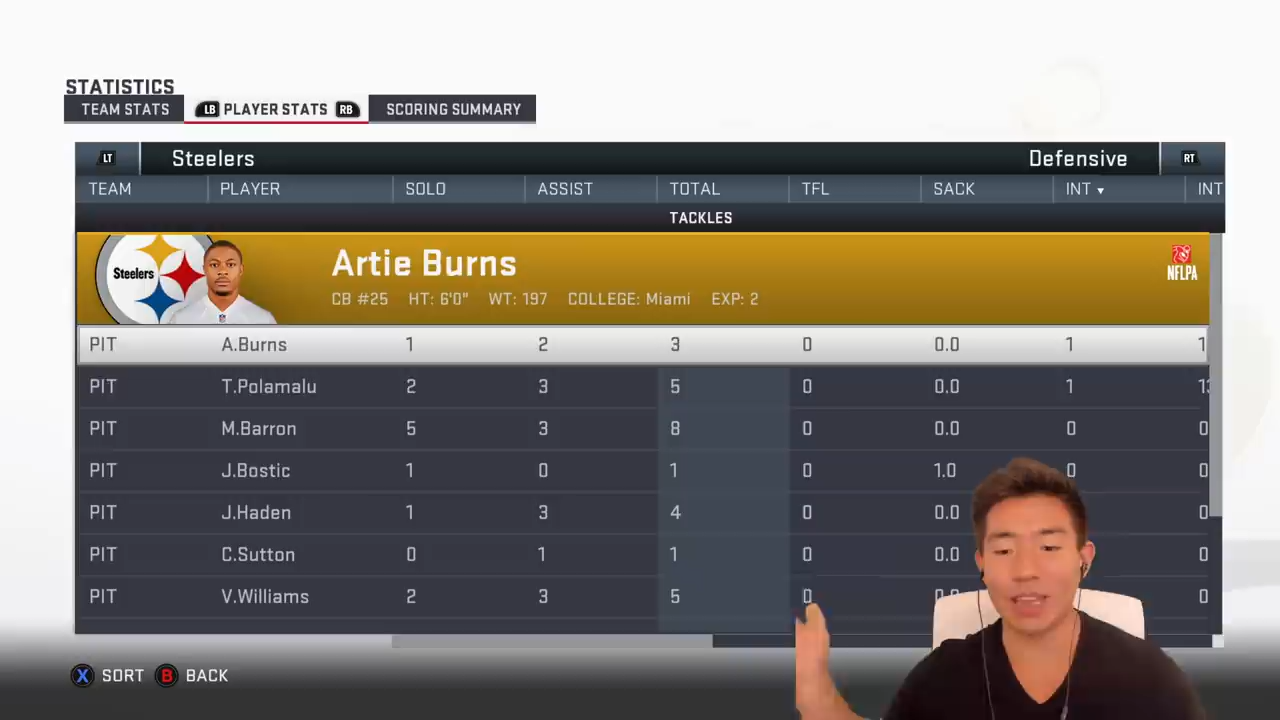 STATISTICS
TEAM STATS LB PLAYER STATS RB SCORING SUMMARY
LT Steelers Defensive RT
TEAM PLAYER SOLO ASSIST TOTAL TFL SACK INT INT
TACKLES
Steelers
Artie Burns
NFLPA
CB #25 HT: 6'0" WT: 197 COLLEGE: Miami EXP: 2
PIT A.Burns 1 2 3 0 0.0 1 1
PIT T.Polamalu 2 3 5 0 0.0 1
PIT M.Barron 5 3 8 0 0.0 0 0
PIT J.Bostic 1 0 1 0 1.0 0 0
PIT J.Haden 1 3 4 0 0.0 0
PIT C.Sutton 0 1 1 0 0.0 0
PIT V.Williams 2 3 5 0 0
X SORT B BACK